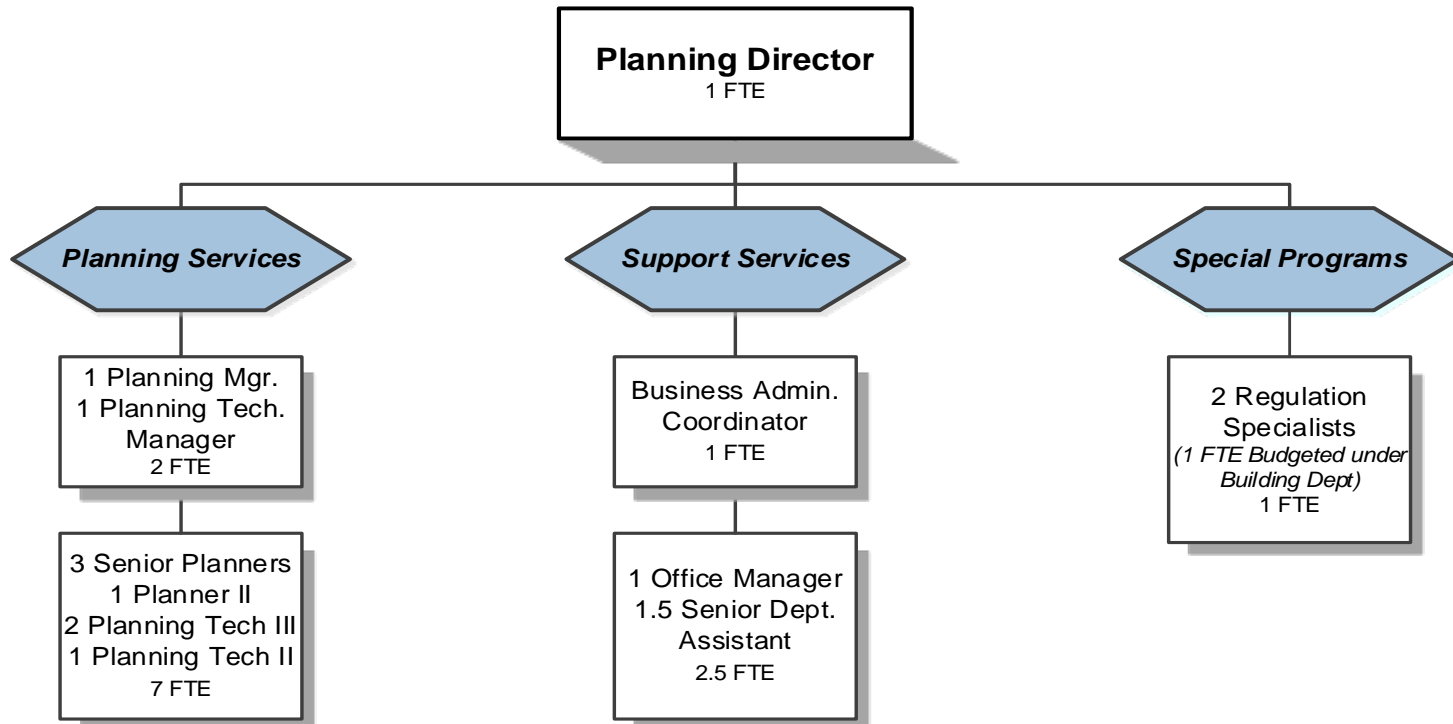 Planning Director
1 FTE
Planning Services
Support Services
Special Programs
1 Planning Mgr.
1 Planning Tech.
Manager
2 FTE
3 Senior Planners
1 Planner II
2 Planning Tech III
1 Planning Tech II
7 FTE
Business Admin.
Coordinator
1 FTE
1 Office Manager
1.5 Senior Dept.
Assistant
2.5 FTE
2 Regulation
Specialists
(1 FTE Budgeted under
Building Dept)
1 FTE